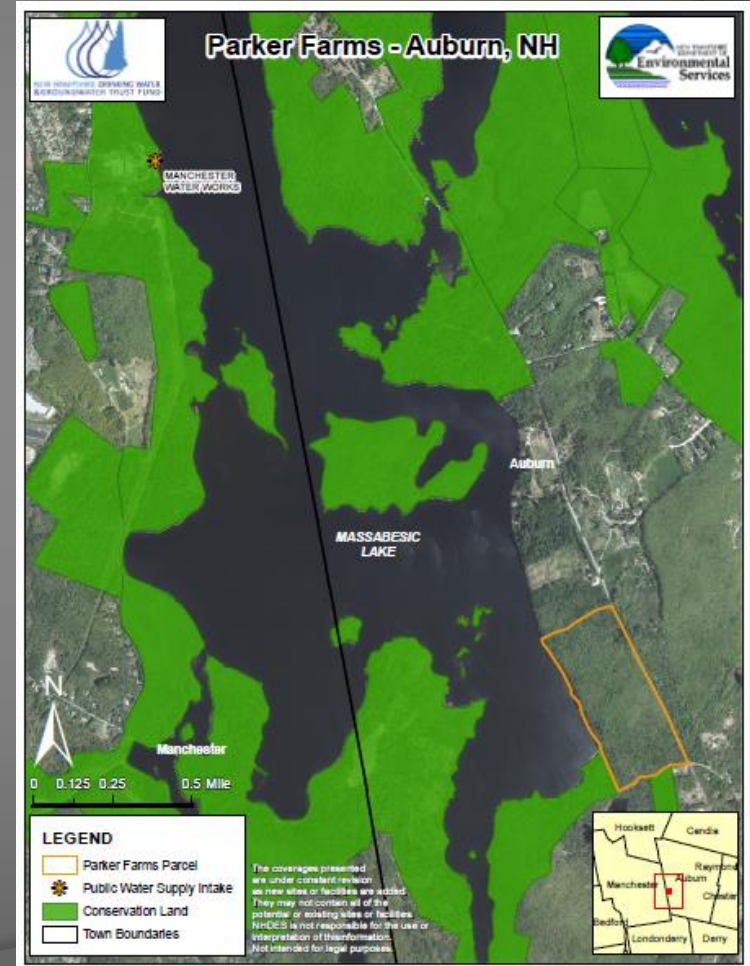 NEW HAMPSHIRE DRINKING WATER
& GROUNDWATER TRUST FUND
Parker Farms - Auburn, NH
NEW HAMPSHIRE
DEPARTMENT OF
Environmental
Services
MANCHESTER
WATER WORKS
Auburn
MASSABESIC
LAKE
N
Manchester
0 0.125 0.25 0.5 Mile
LEGEND
Parker Farms Parcel
Public Water Supply Intake
Conservation Land
Town Boundaries
The coverages presented
are under constant revision
as new sites or facilities are added.
They may not contain all of the
potential or existing sites or facilities.
NHDES is not responsible for the use or
interpretation of this information.
Not intended for legal purposes.
Hooksett
Candia
Raymond
Manchester
Auburn
Chester
Bedford
Londonderry
Derry